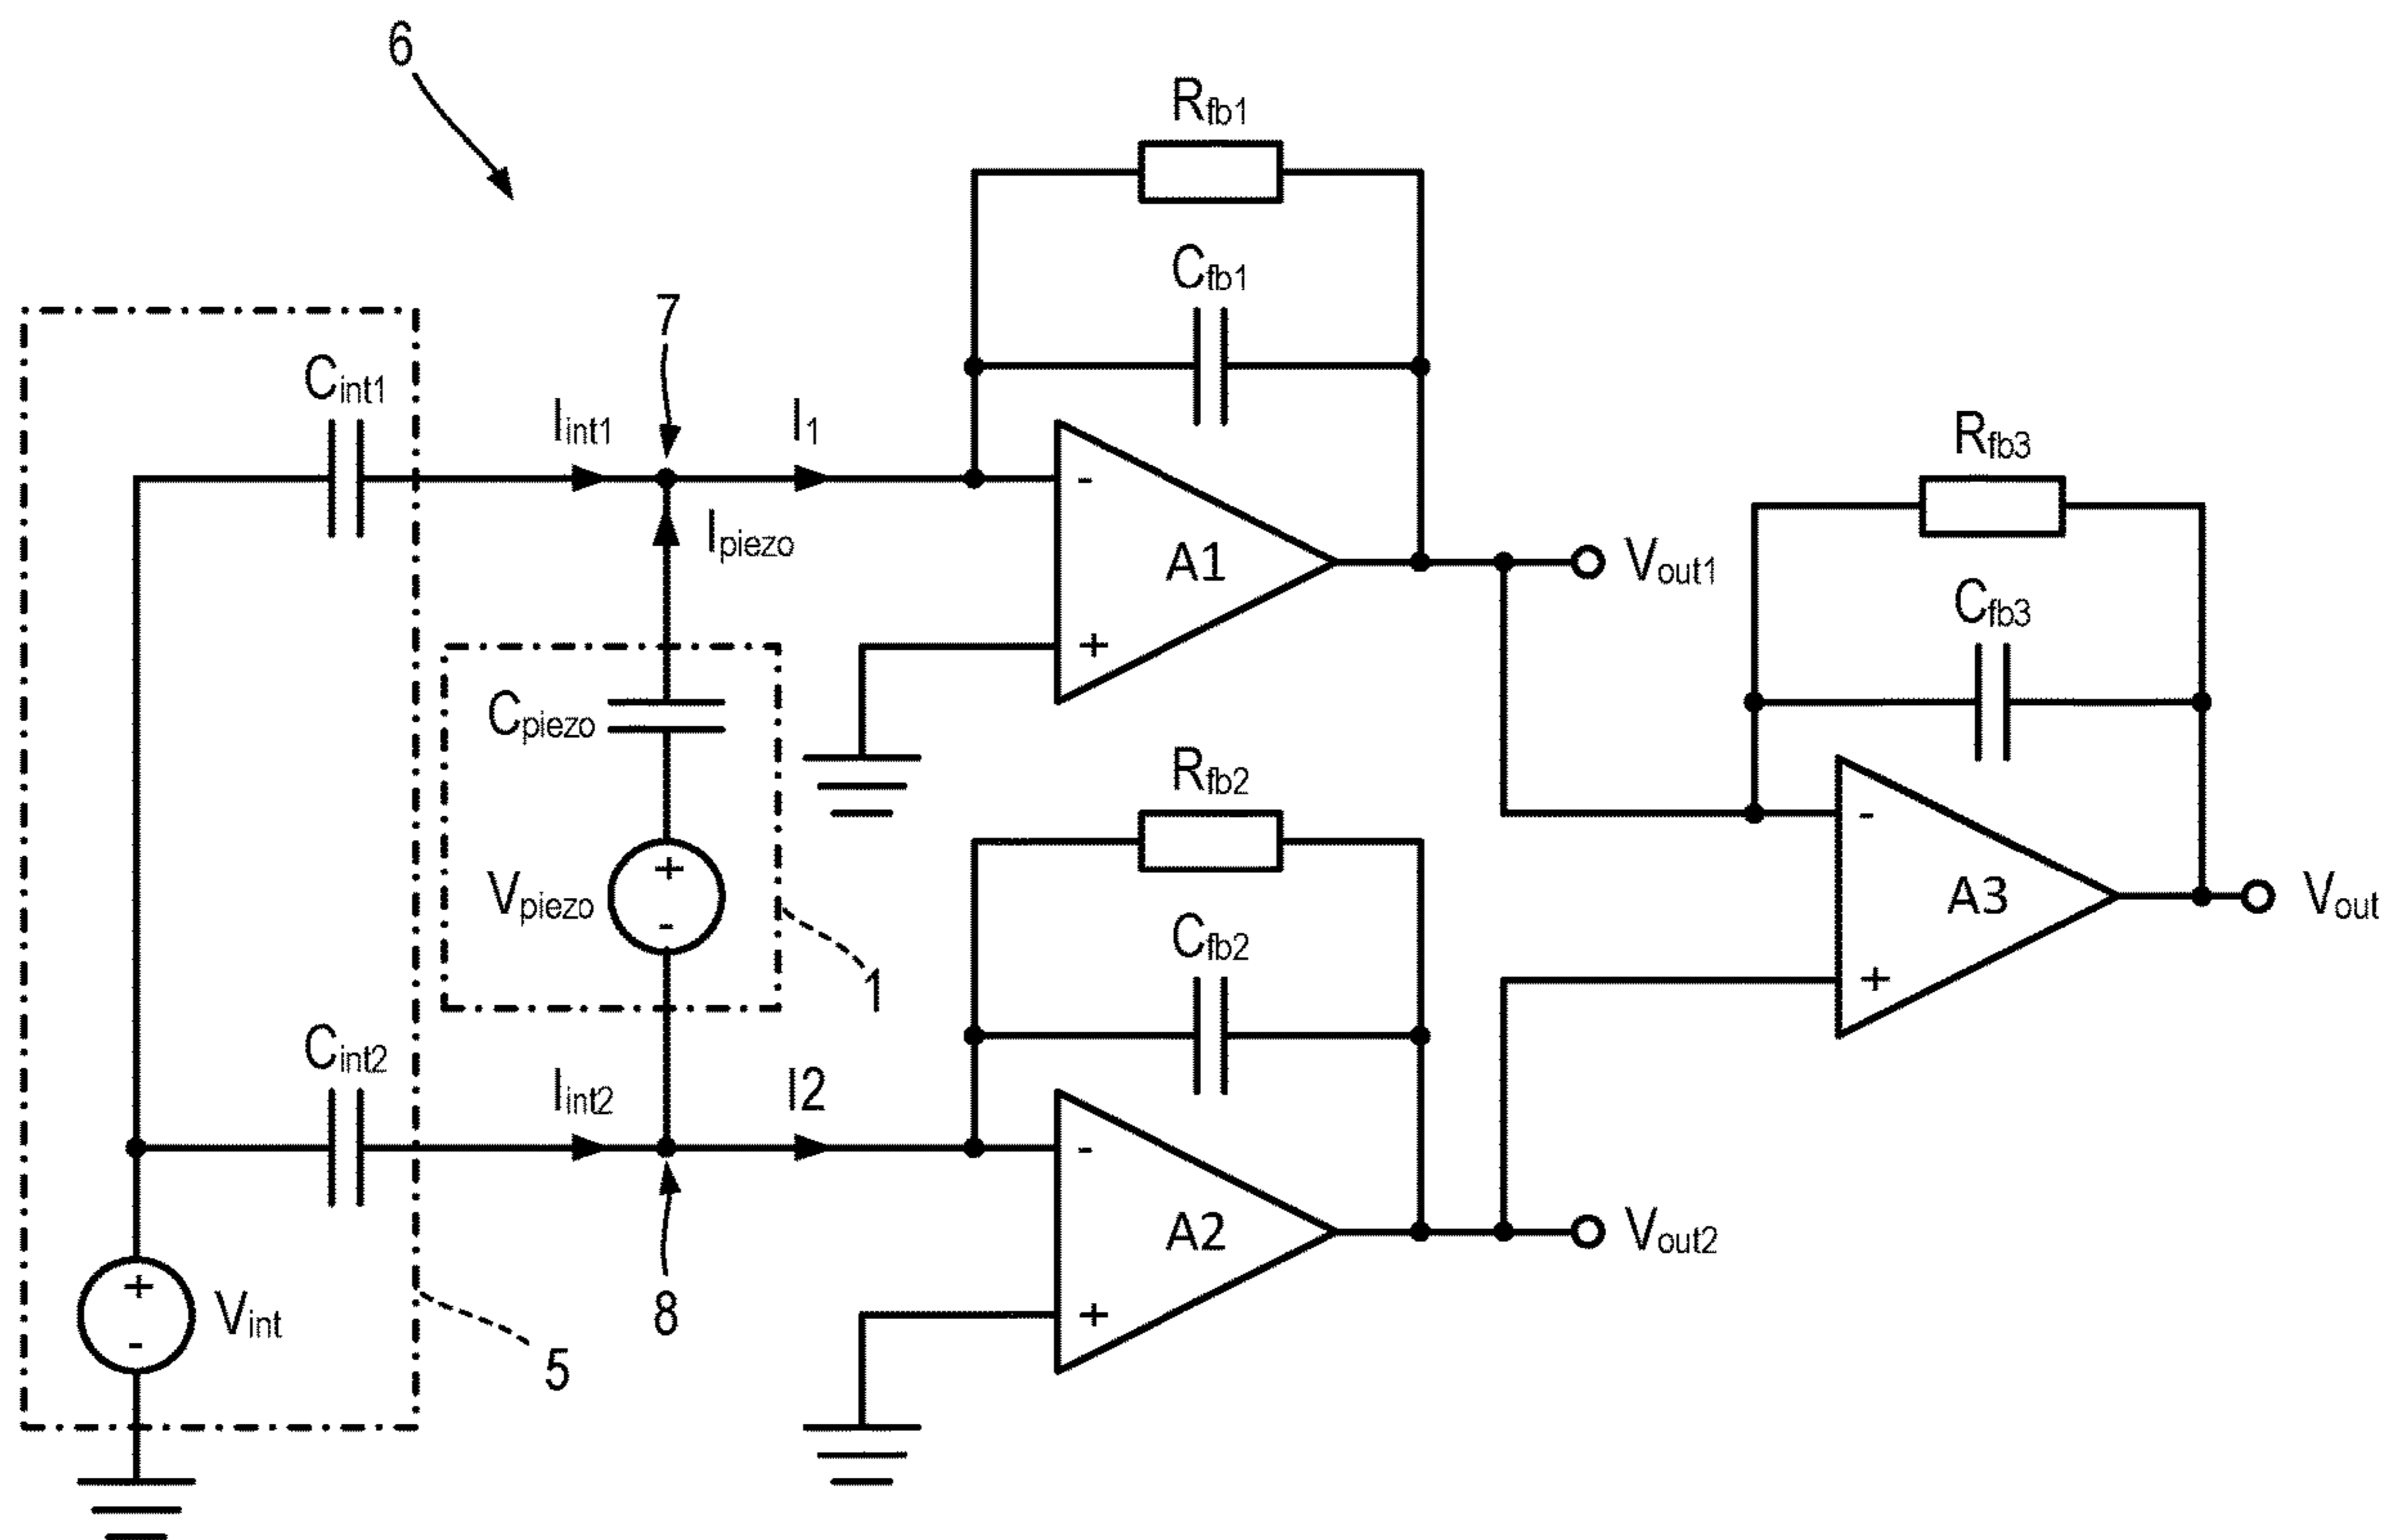 6
Rfb1
Cfb1
7
Cint1
Iint1
I1
Ipiezo
-
A1
+
Vout1
Rfb3
Cfb3
Cpiezo
Vpiezo
+
-
1
Rfb2
Cfb2
-
A3
+
Vout
Cint2
Iint2
I2
-
A2
+
Vout2
+
-
Vint
8
5